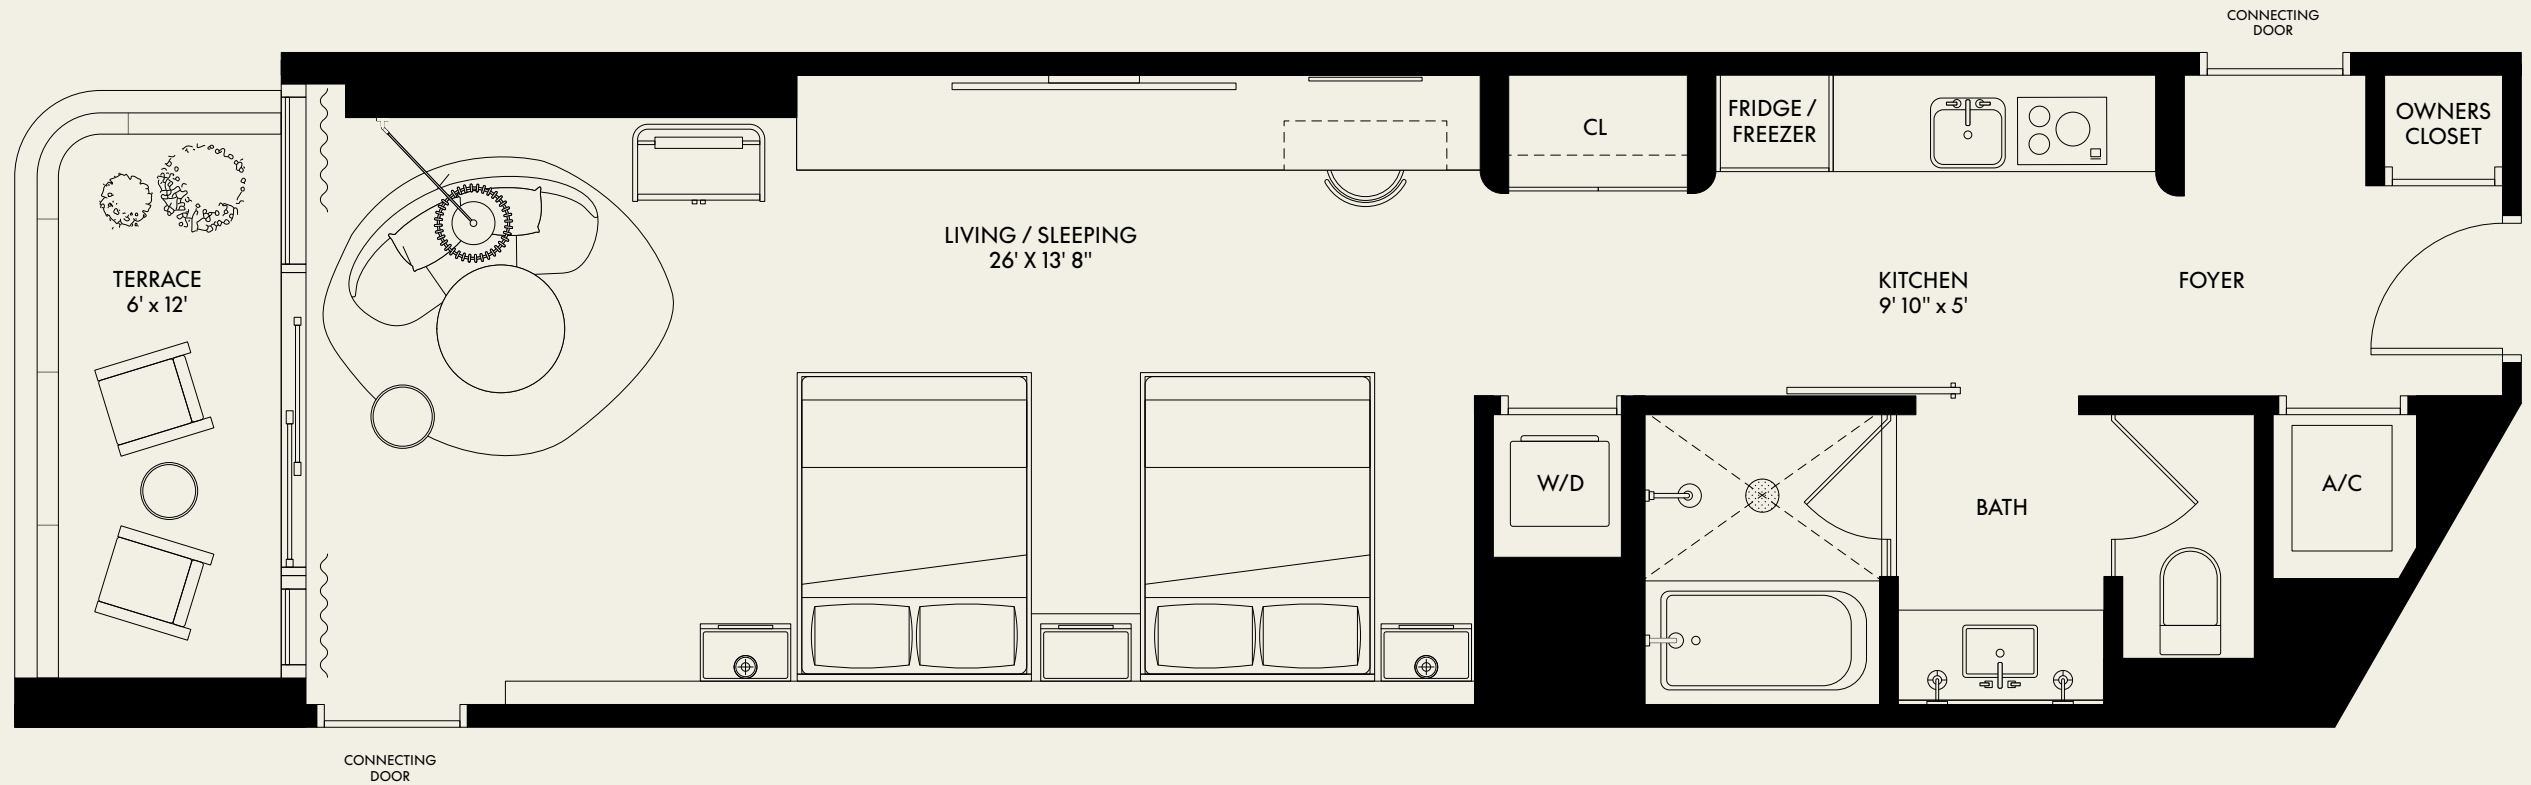 CONNECTING
DOOR
FRIDGE /
FREEZER
CL
OWNERS
CLOSET
LIVING / SLEEPING
26' X 13' 8"
TERRACE
6' x 12'
KITCHEN
9' 10" x 5'
FOYER
W/D
A/C
BATH
CONNECTING
DOOR